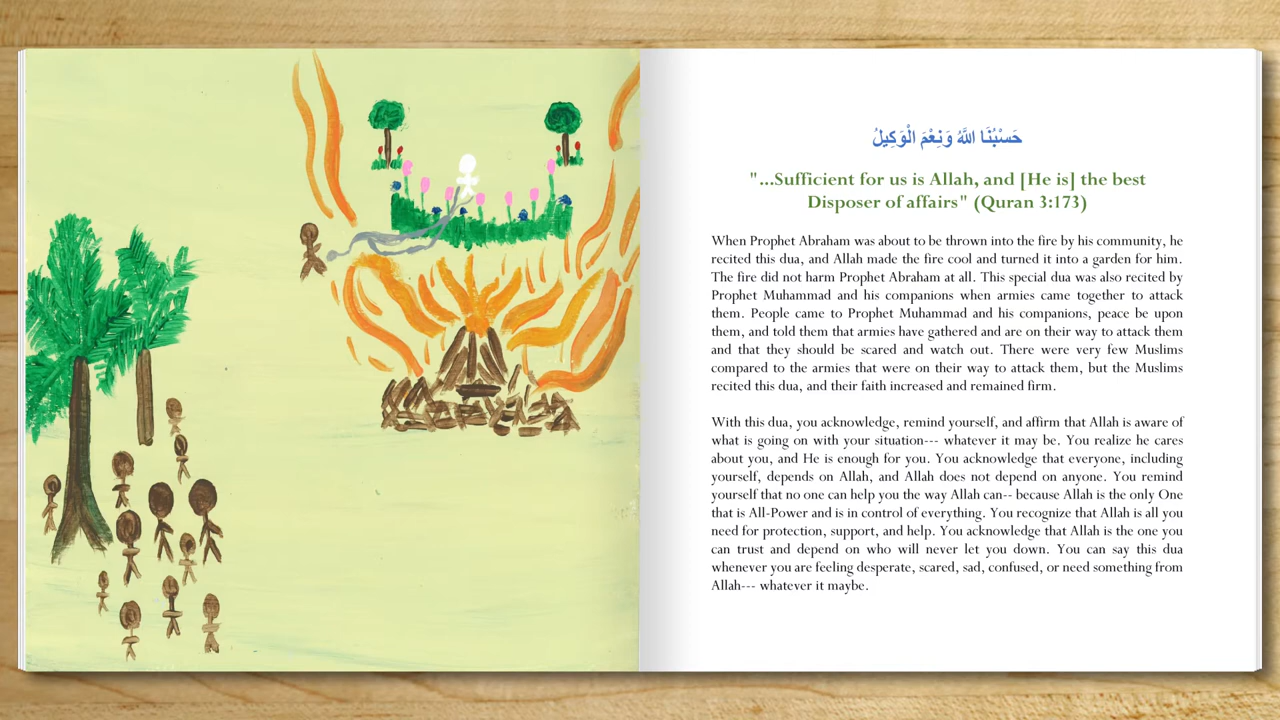 حَسْبُنَا اللَّهُ وَنِعْمَ الْوَكِيلُ
"...Sufficient for us is Allah, and [He is] the best
Disposer of affairs" (Quran 3:173)
When Prophet Abraham was about to be thrown into the fire by his community, he
recited this dua, and Allah made the fire cool and turned it into a garden for him.
The fire did not harm Prophet Abraham at all. This special dua was also recited by
Prophet Muhammad and his companions when armies came together to attack
them. People came to Prophet Muhammad and his companions, peace be upon
them, and told them that armies have gathered and are on their way to attack them
and that they should be scared and watch out. There were very few Muslims
compared to the armies that were on their way to attack them, but the Muslims
recited this dua, and their faith increased and remained firm.
With this dua, you acknowledge, remind yourself, and affirm that Allah is aware of
what is going on with your situation--- whatever it may be. You realize he cares
about you, and He is enough for you. You acknowledge that everyone, including
yourself, depends on Allah, and Allah does not depend on anyone. You remind
yourself that no one can help you the way Allah can-- because Allah is the only One
that is All-Power and is in control of everything. You recognize that Allah is all you
need for protection, support, and help. You acknowledge that Allah is the one you
can trust and depend on who will never let you down. You can say this dua
whenever you are feeling desperate, scared, sad, confused, or need something from
Allah--- whatever it maybe.